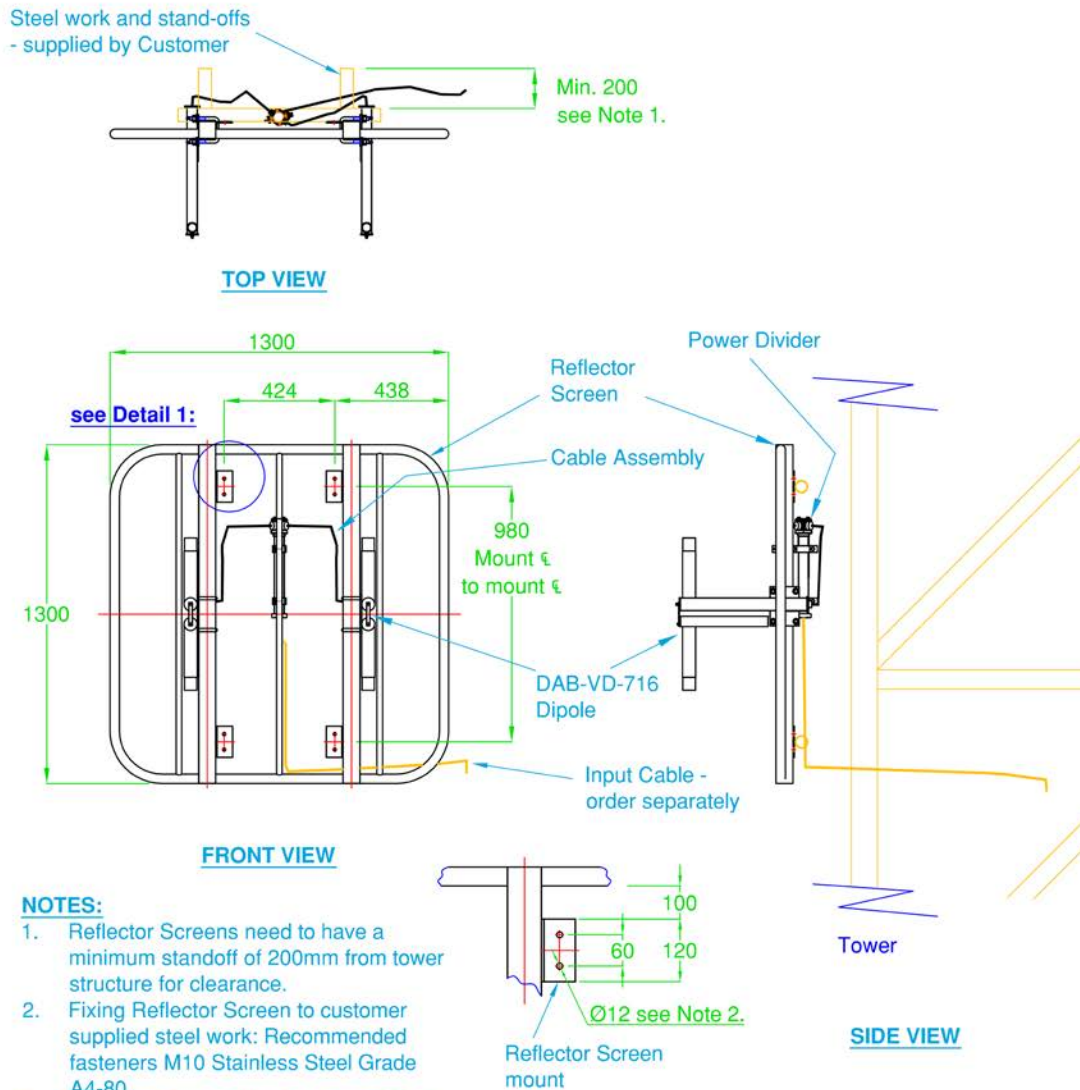 Steel work and stand-offs
- supplied by Customer
Min. 200
see Note 1.
TOP VIEW
1300
424
438
see Detail 1:
Reflector
Screen
Power Divider
Cable Assembly
980
Mount ℄
to mount ℄
1300
DAB-VD-716
Dipole
Input Cable -
order separately
FRONT VIEW
100
60
120
Ø12 see Note 2.
Reflector Screen
mount
Tower
SIDE VIEW
NOTES:
1. Reflector Screens need to have a
minimum standoff of 200mm from tower
structure for clearance.
2. Fixing Reflector Screen to customer
supplied steel work: Recommended
fasteners M10 Stainless Steel Grade
A4-80